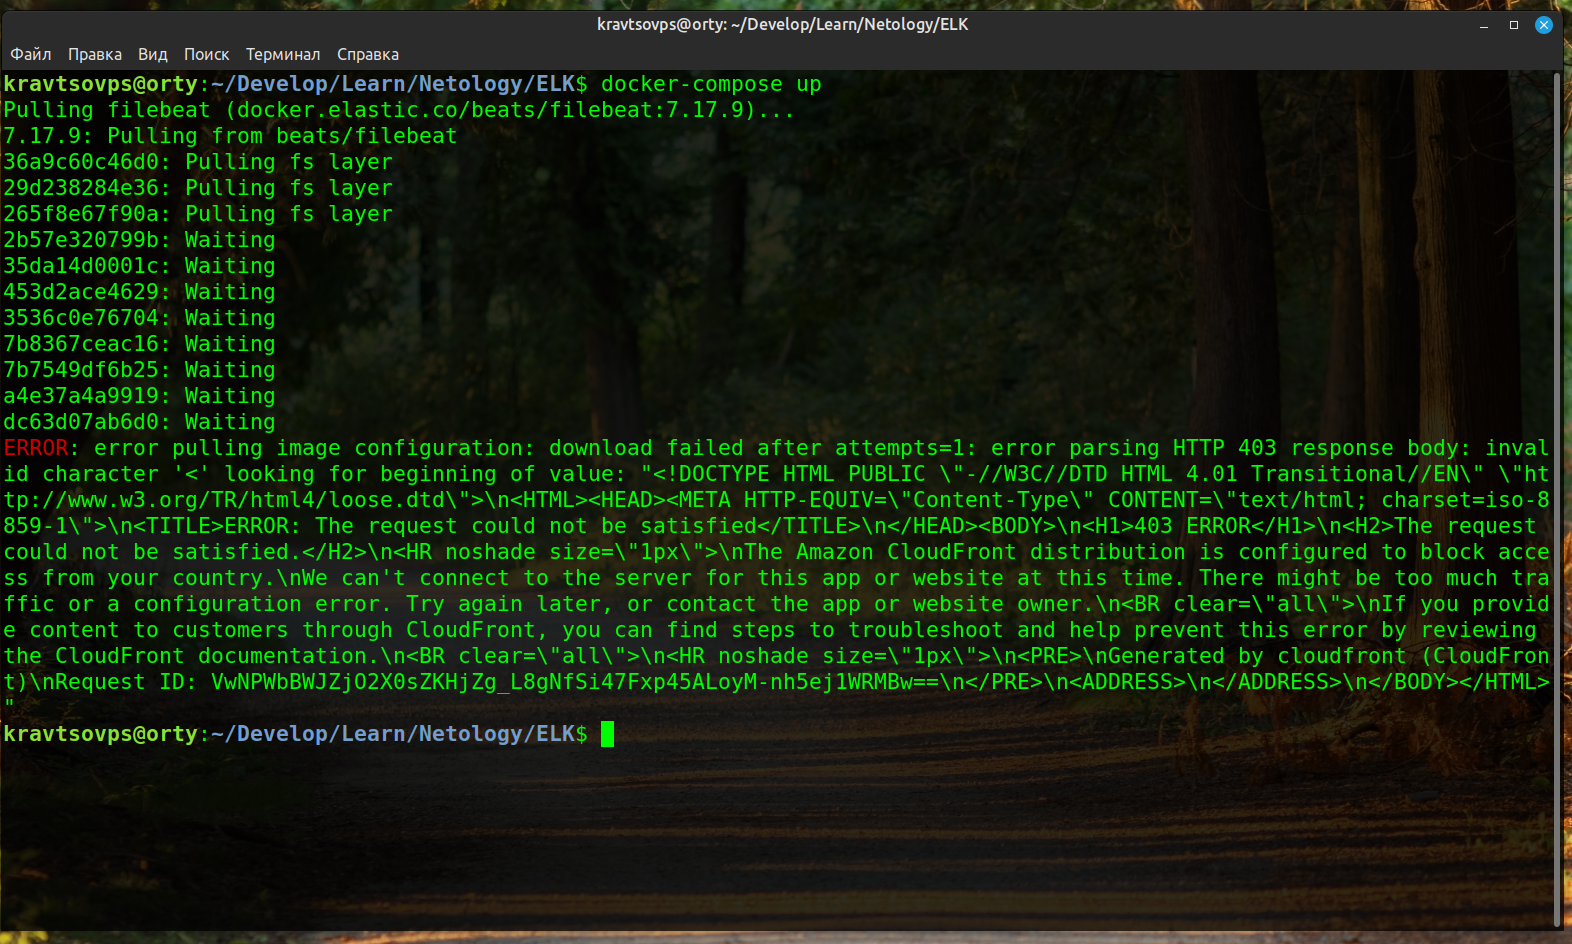 kravtsovps@orty: ~/Develop/Learn/Netology/ELK
Файл Правка Вид Поиск Терминал Справка
kravtsovps@orty:~/Develop/Learn/Netology/ELK$ docker-compose up
Pulling filebeat (docker.elastic.co/beats/filebeat:7.17.9)...
7.17.9: Pulling from beats/filebeat
36a9c60c46d0: Pulling fs layer
29d238284e36: Pulling fs layer
265f8e67f90a: Pulling fs layer
2b57e320799b: Waiting
35da14d0001c: Waiting
453d2ace4629: Waiting
3536c0e76704: Waiting
7b8367ceac16: Waiting
7b7549df6b25: Waiting
a4e37a4a9919: Waiting
dc63d07ab6d0: Waiting
ERROR: error pulling image configuration: download failed after attempts=1: error parsing HTTP 403 response body: inval
id character '<' looking for beginning of value: "<!DOCTYPE HTML PUBLIC \"-//W3C//DTD HTML 4.01 Transitional//EN\" \"ht
tp://www.w3.org/TR/html4/loose.dtd\">\n<HTML><HEAD><META HTTP-EQUIV=\"Content-Type\" CONTENT=\"text/html; charset=iso-8
859-1\">\n<TITLE>ERROR: The request could not be satisfied</TITLE>\n</HEAD><BODY>\n<H1>403 ERROR</H1>\n<H2>The request
could not be satisfied.</H2>\n<HR noshade size=\"1px\">\nThe Amazon CloudFront distribution is configured to block acce
ss from your country.\nWe can't connect to the server for this app or website at this time. There might be too much tra
ffic or a configuration error. Try again later, or contact the app or website owner.\n<BR clear=\"all\">\nIf you provid
e content to customers through CloudFront, you can find steps to troubleshoot and help prevent this error by reviewing
the CloudFront documentation.\n<BR clear=\"all\">\n<HR noshade size=\"1px\">\n<PRE>\nGenerated by cloudfront (CloudFron
t)\nRequest ID: VwNPWbBWJZjO2X0sZKHjZg_L8gNfSi47Fxp45ALoyM-nh5ej1WRMBw==\n</PRE>\n<ADDRESS>\n</ADDRESS>\n</BODY></HTML>
"
kravtsovps@orty:~/Develop/Learn/Netology/ELK$